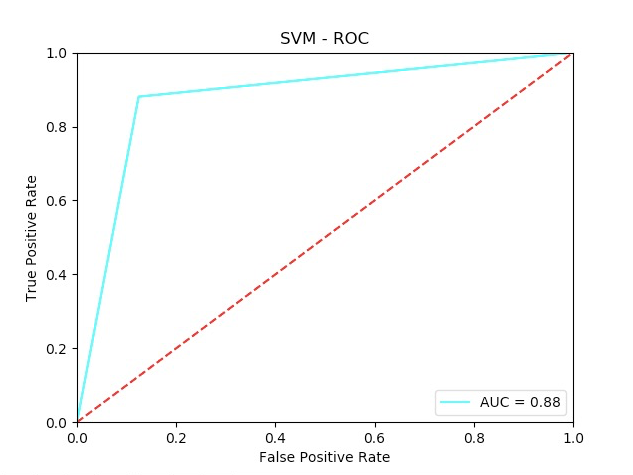 SVM - ROC
1.0
0.8
0.6
0.4
0.2
0.0
True Positive Rate
AUC = 0.88
0.0 0.2 0.4 0.6 0.8 1.0
False Positive Rate